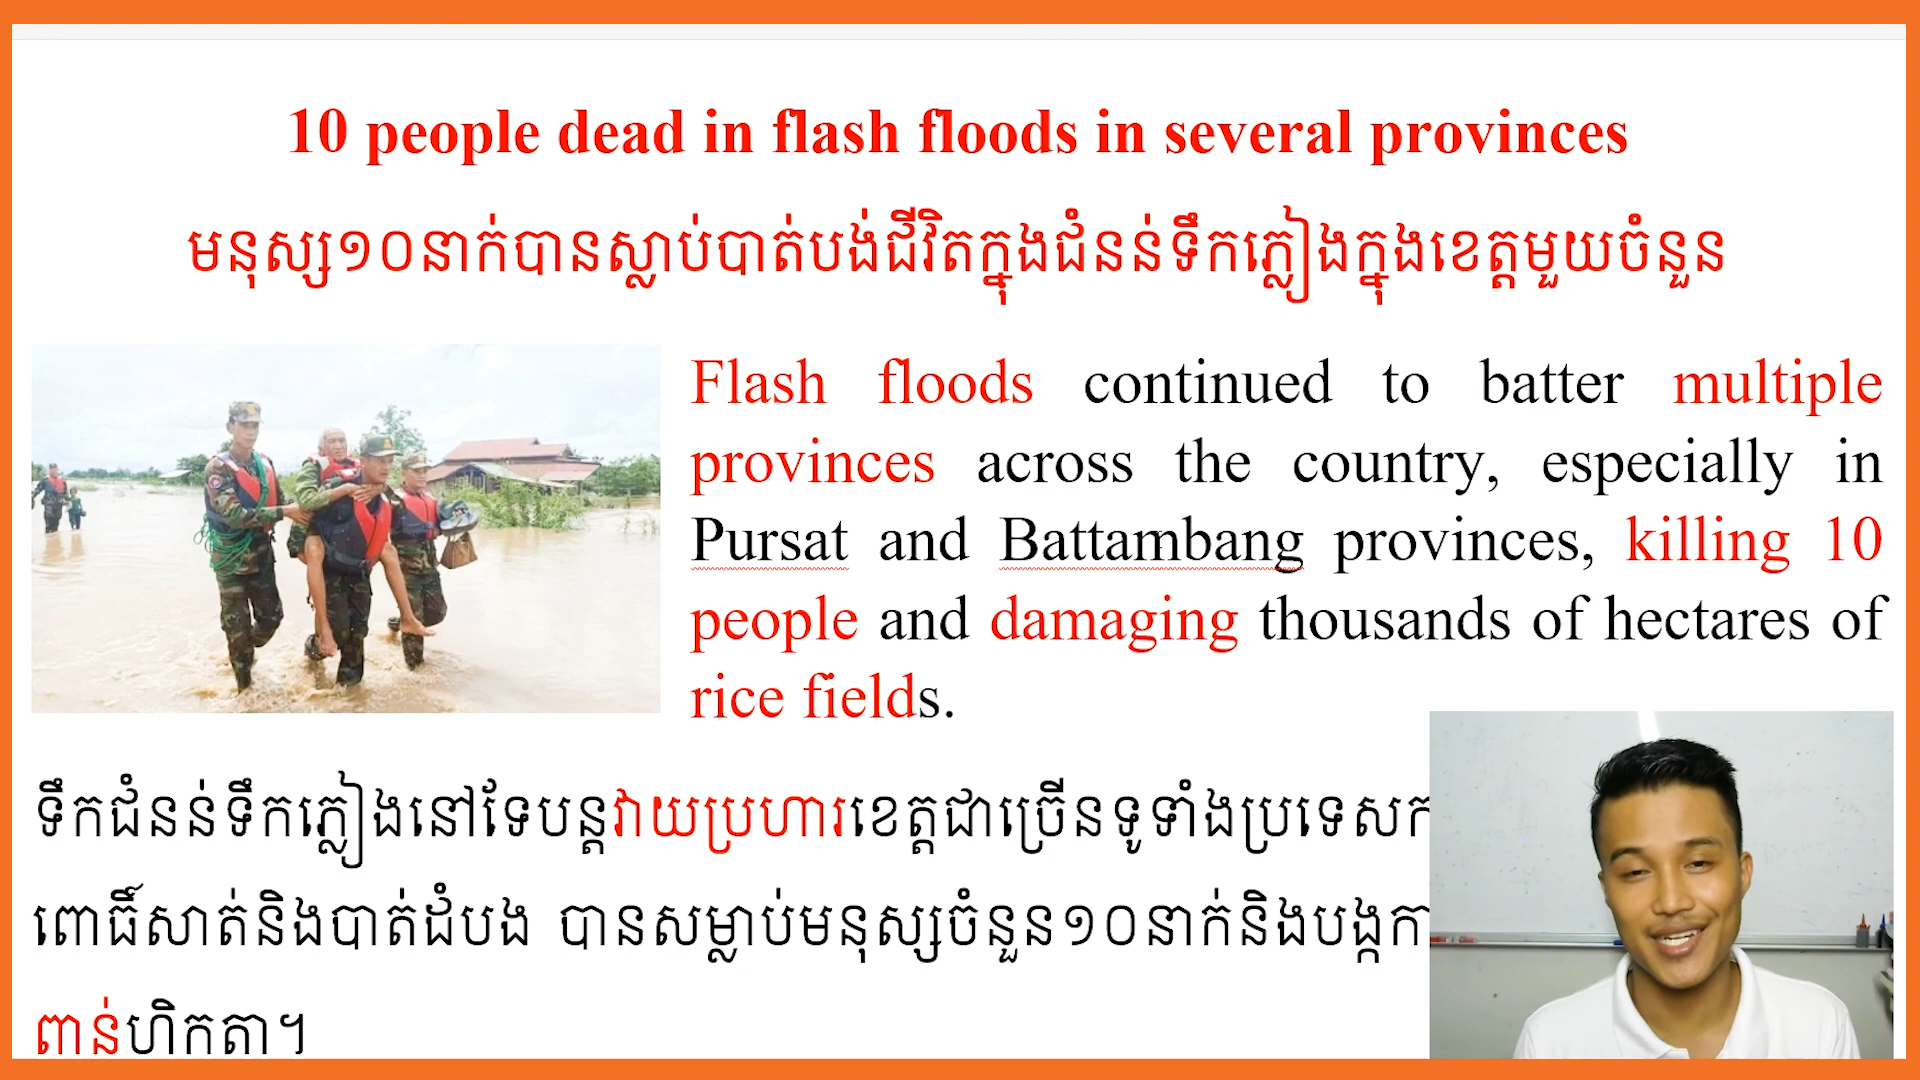 10 people dead in flash floods in several provinces
មនុស្ស១០នាក់បានស្លាប់បាត់បង់ជីវិតក្នុងជំនន់ទឹកភ្លៀងក្នុងខេត្តមួយចំនួន
Flash floods continued to batter multiple
provinces across the country, especially in
Pursat and Battambang provinces, killing 10
people and damaging thousands of hectares of
rice fields.
ទឹកជំនន់ទឹកភ្លៀងនៅទែបន្តវាយប្រហារខេត្តជាច្រើនទូទាំងប្រទេស
ពោធិ៍សាត់និងបាត់ដំបង បានសម្លាប់មនុស្សចំនួន១០នាក់និង
ពាន់ហិកតា។